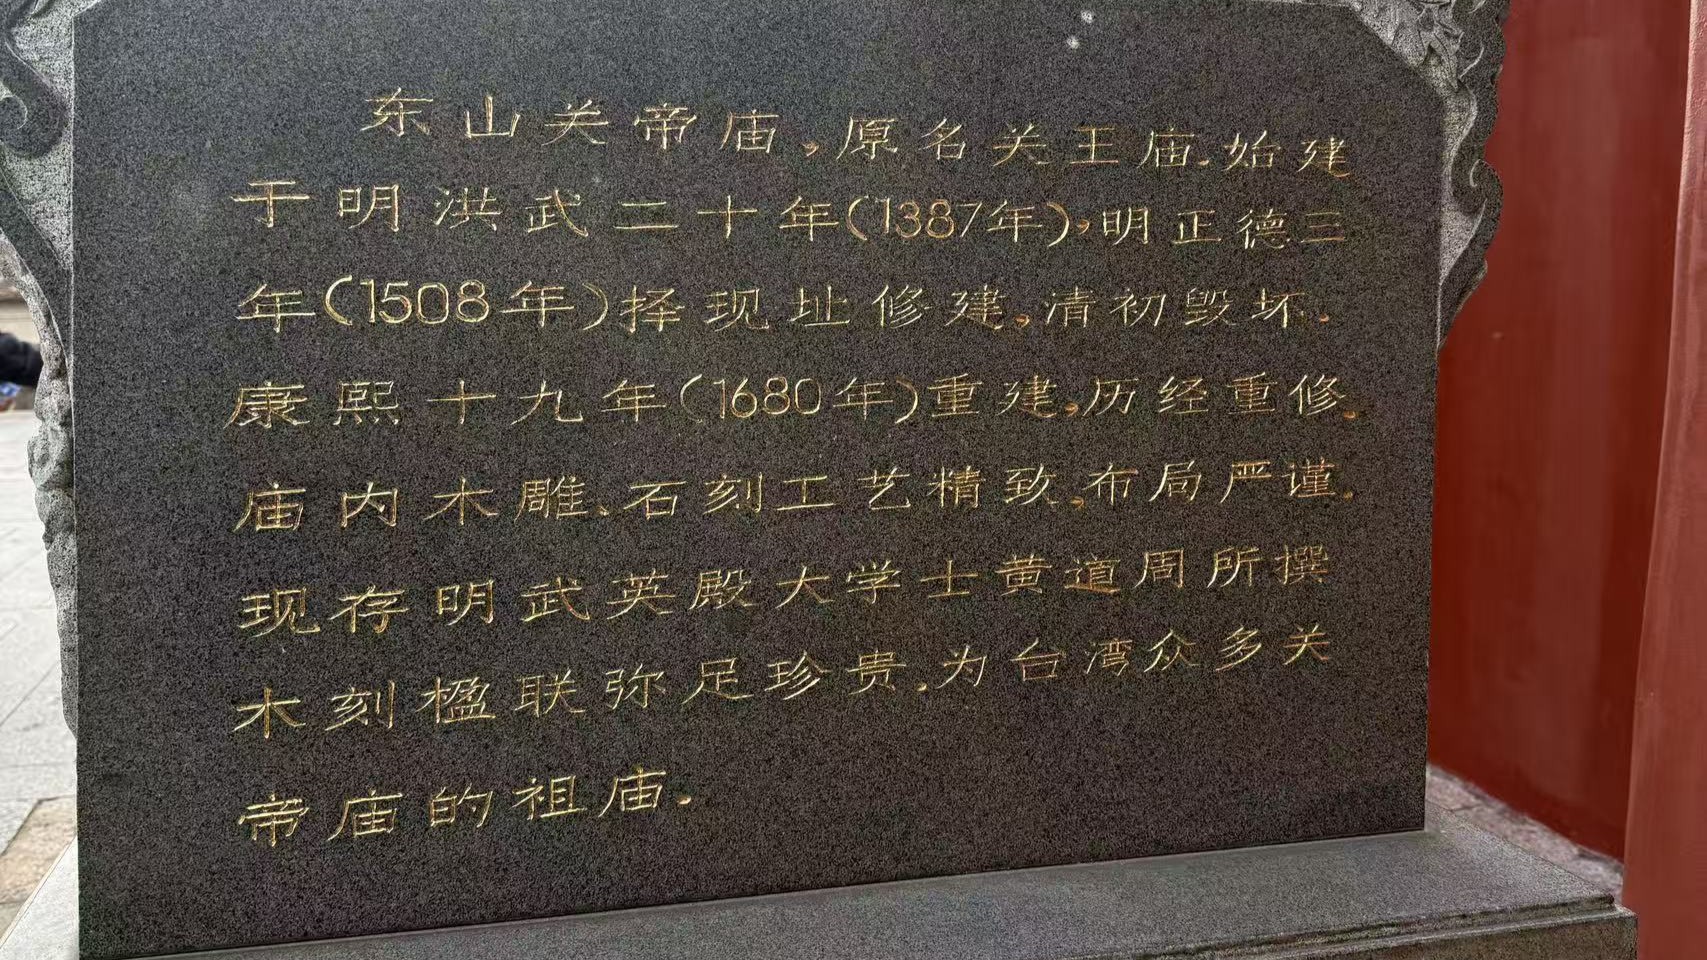 东山关帝庙,原名关王庙.始建
于明洪武二十年(1387年),明正德三
年(1508年)择现址修建,清初毁坏.
康熙十九年(1680年)重建,历经重修.
庙内木雕、石刻工艺精致,布局严谨.
现存明武英殿大学士黄道周所撰
木刻楹联弥足珍贵.为台湾众多关
帝庙的祖庙.